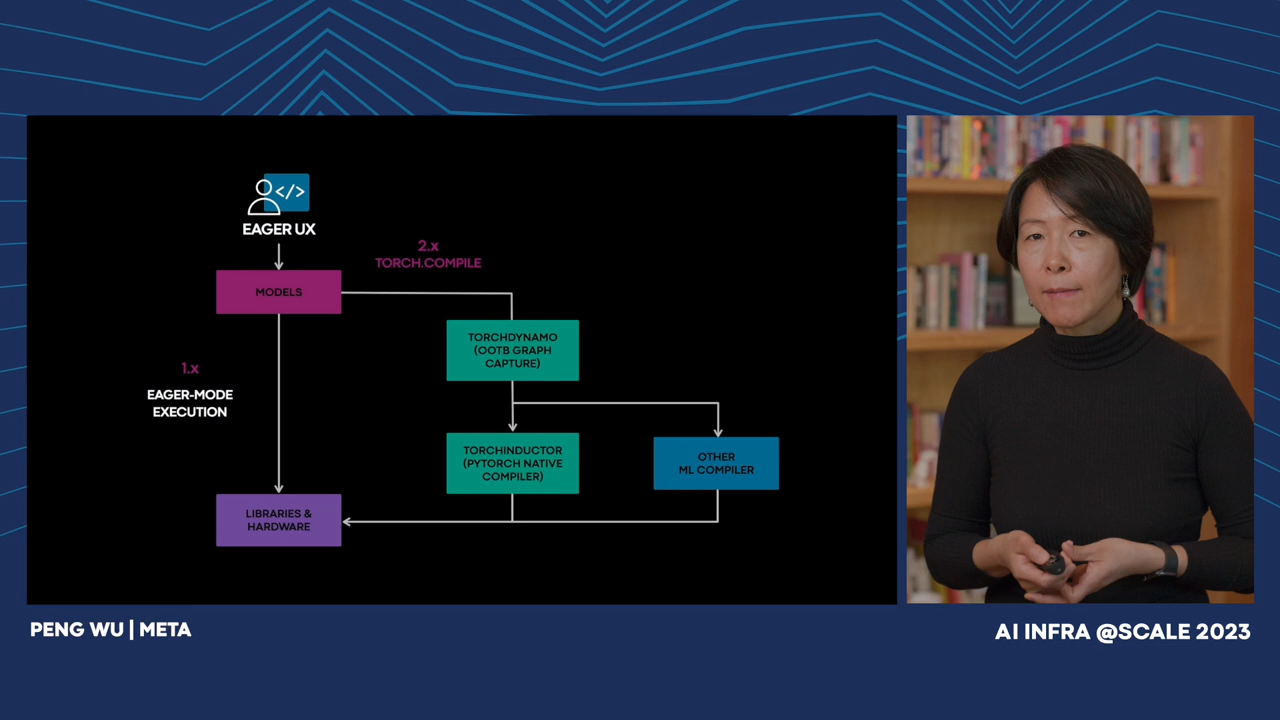 </>
EAGER UX
2.x
TORCH.COMPILE
MODELS
TORCHDYNAMO
(OOTB GRAPH
CAPTURE)
1.x
EAGER-MODE
EXECUTION
TORCHINDUCTOR
(PYTORCH NATIVE
COMPILER)
OTHER
ML COMPILER
LIBRARIES &
HARDWARE
PENG WU | META
AI INFRA @SCALE 2023